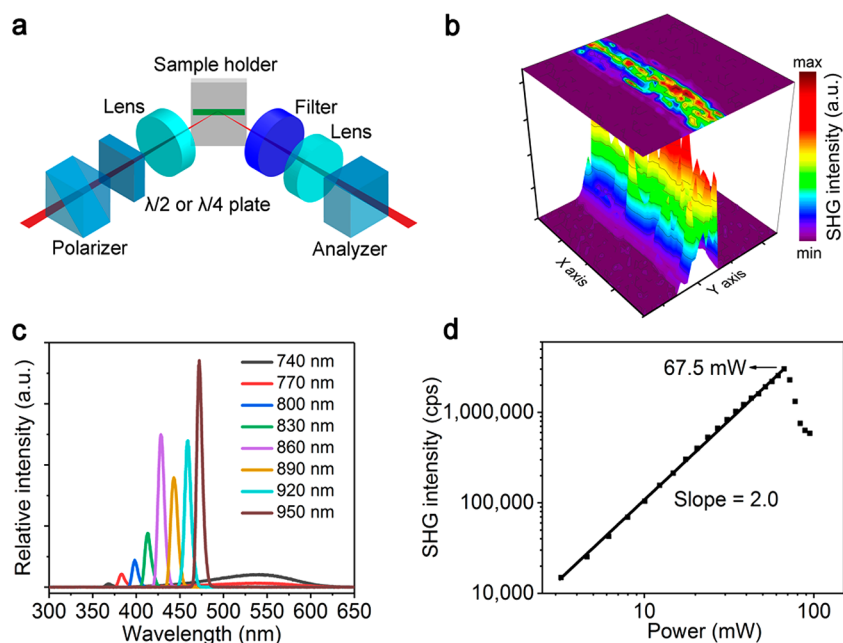 a
Sample holder
Lens
Filter
Lens
λ/2 or λ/4 plate
Polarizer
Analyzer
b
max
SHG intensity (a.u.)
min
X axis
Y axis
c
Relative intensity (a.u.)
740 nm
770 nm
800 nm
830 nm
860 nm
890 nm
920 nm
950 nm
300 350 400 450 500 550 600 650
Wavelength (nm)
d
SHG intensity (cps)
1,000,000
100,000
10,000
67.5 mW
Slope = 2.0
10 100
Power (mW)